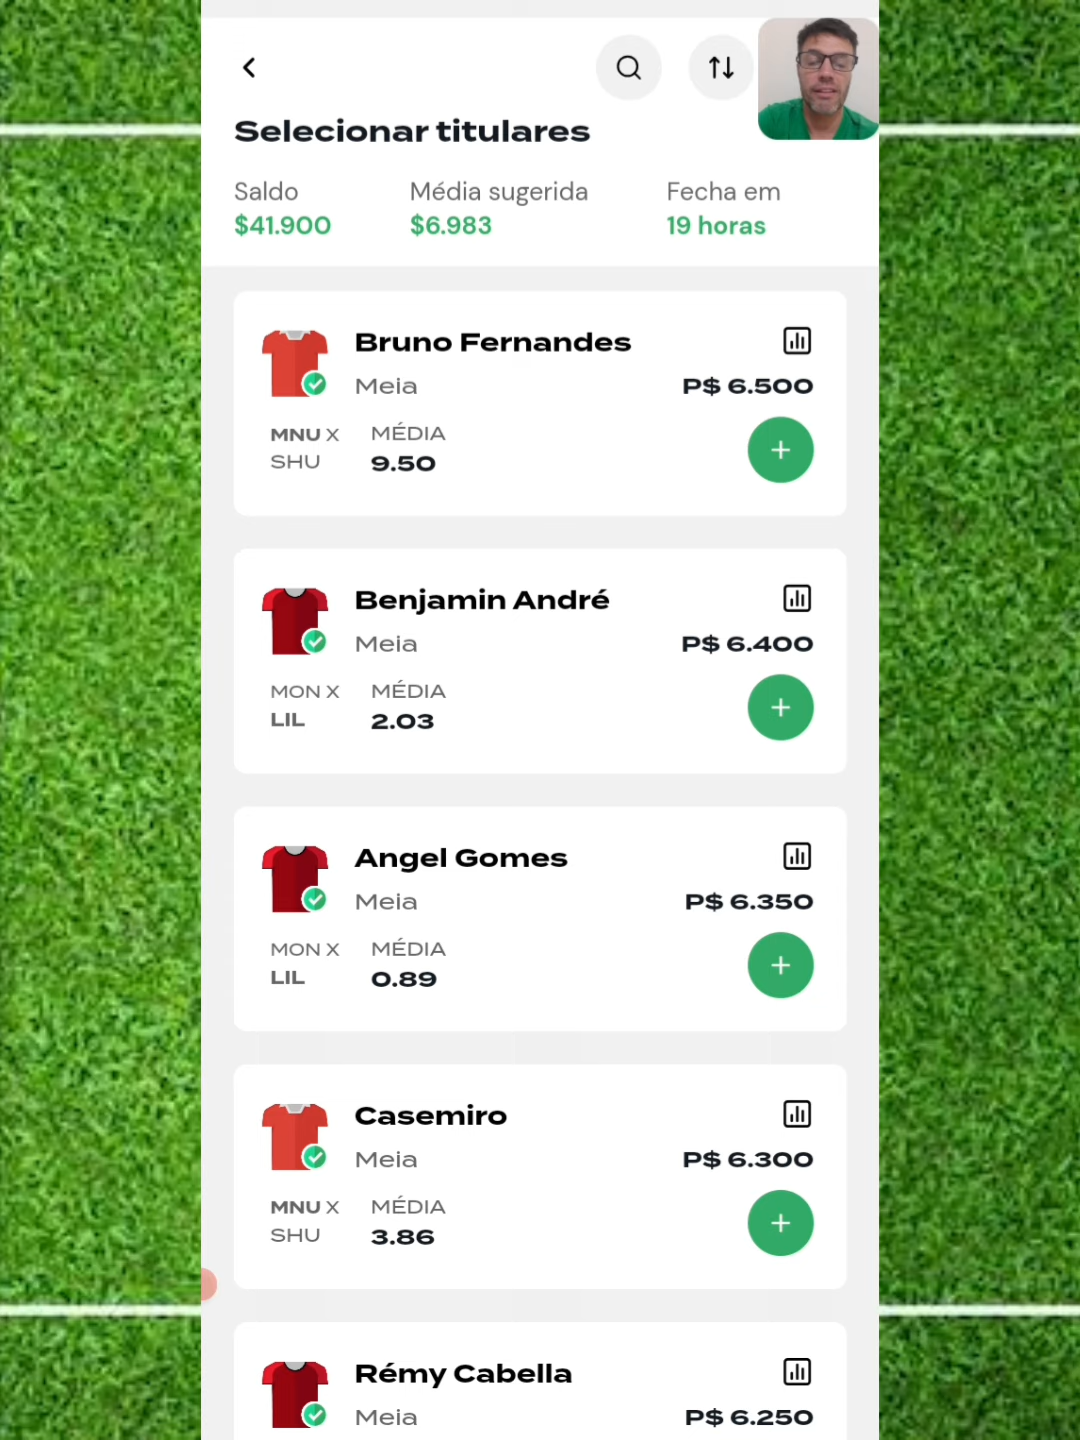 Selecionar titulares
Saldo
Média sugerida
Fecha em
$41.900
$6.983
19 horas
Bruno Fernandes
Meia
P$ 6.500
MNU X
SHU
MÉDIA
9.50
Benjamin André
Meia
P$ 6.400
MON X
LIL
MÉDIA
2.03
Angel Gomes
Meia
P$ 6.350
MON X
LIL
MÉDIA
0.89
Casemiro
Meia
P$ 6.300
MNU X
SHU
MÉDIA
3.86
Rémy Cabella
Meia
P$ 6.250